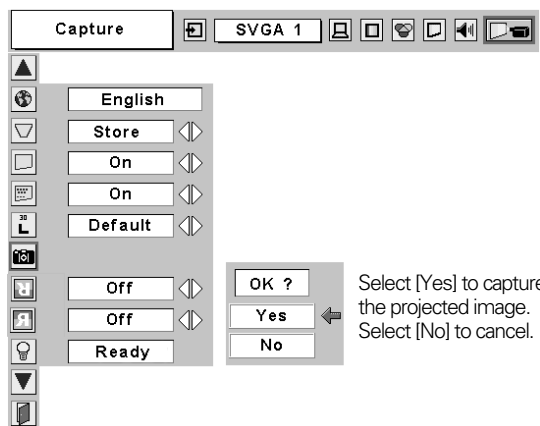 Capture
SVGA 1
English
Store
On
On
30
L
Default
Off
OK ?
Select [Yes] to capture
the projected image.
Select [No] to cancel.
Off
Yes
Ready
No